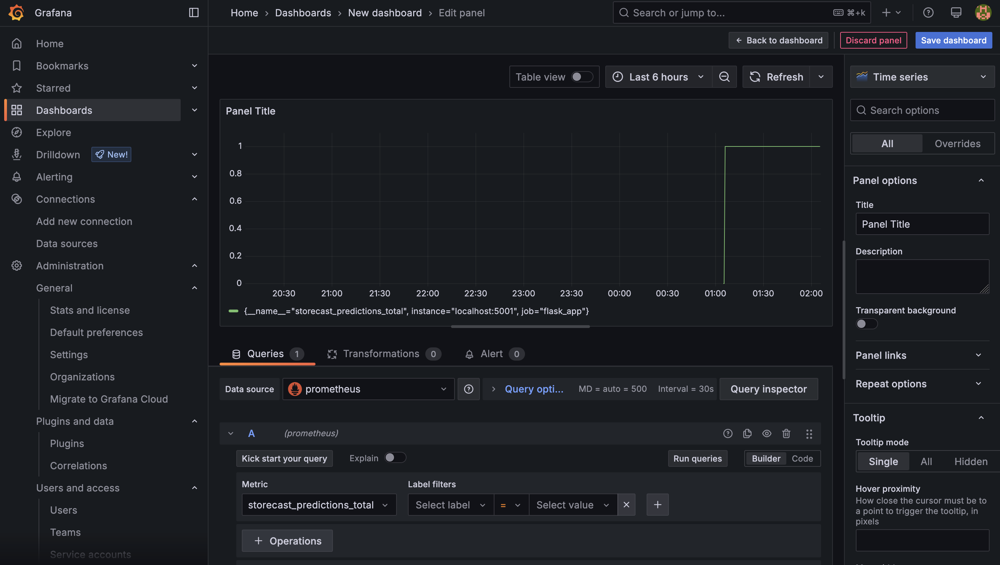 Grafana
Home › Dashboards › New dashboard › Edit panel
Search or jump to...
⌘+k
Back to dashboard
Discard panel
Save dashboard
Home
Bookmarks
Starred
Dashboards
Explore
Drilldown
New!
Alerting
Connections
Add new connection
Data sources
Administration
General
Stats and license
Default preferences
Settings
Organizations
Migrate to Grafana Cloud
Plugins and data
Plugins
Correlations
Users and access
Users
Teams
Service accounts
Table view
Last 6 hours
Refresh
Panel Title
1
0.8
0.6
0.4
0.2
0
20:30 21:00 21:30 22:00 22:30 23:00 23:30 00:00 00:30 01:00 01:30 02:00
{__name__="storecast_predictions_total", instance="localhost:5001", job="flask_app"}
Queries 1
Transformations 0
Alert 0
Data source
prometheus
Query opti...
MD = auto = 500
Interval = 30s
Query inspector
A
(prometheus)
Kick start your query
Explain
Run queries
Builder
Code
Metric
Label filters
storecast_predictions_total
Select label
=
Select value
Operations
Time series
Search options
All
Overrides
Panel options
Title
Panel Title
Description
Transparent background
Panel links
Repeat options
Tooltip
Tooltip mode
Single
All
Hidden
Hover proximity
How close the cursor must be to
a point to trigger the tooltip, in
pixels